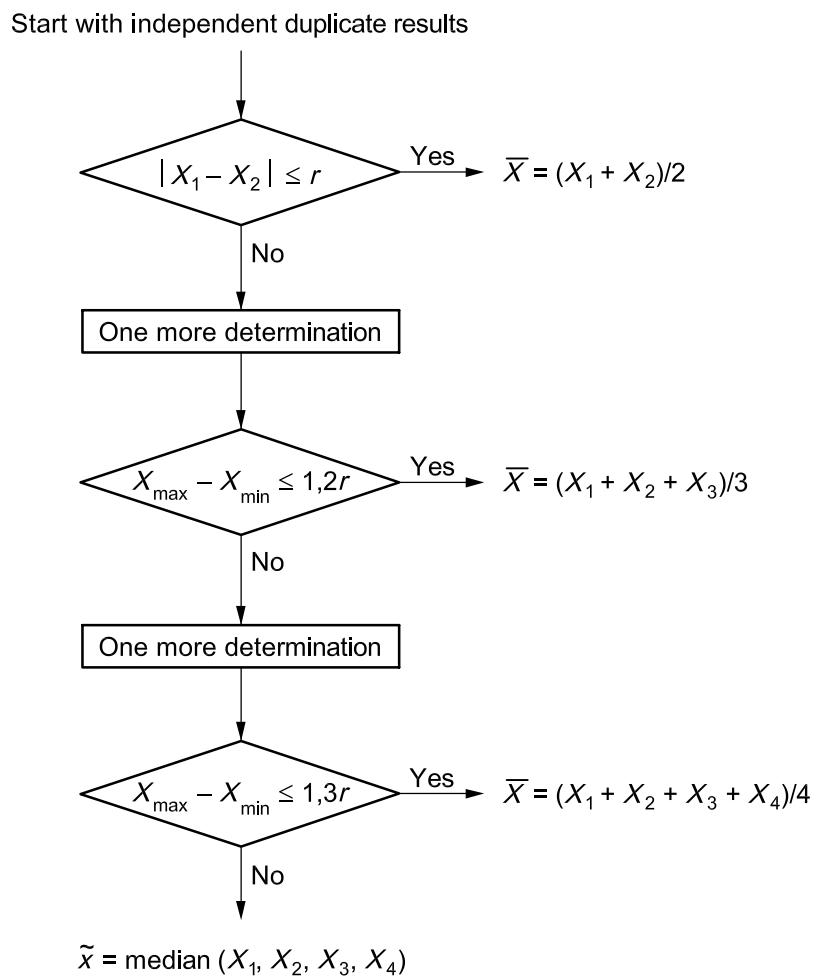 Start with independent duplicate results
|X₁ – X₂| ≤ r
Yes
X̅ = (X₁ + X₂)/2
No
One more determination
Xₘₐₓ – Xₘᵢₙ ≤ 1,2r
Yes
X̅ = (X₁ + X₂ + X₃)/3
No
One more determination
Xₘₐₓ – Xₘᵢₙ ≤ 1,3r
Yes
X̅ = (X₁ + X₂ + X₃ + X₄)/4
No
x̃ = median (X₁, X₂, X₃, X₄)